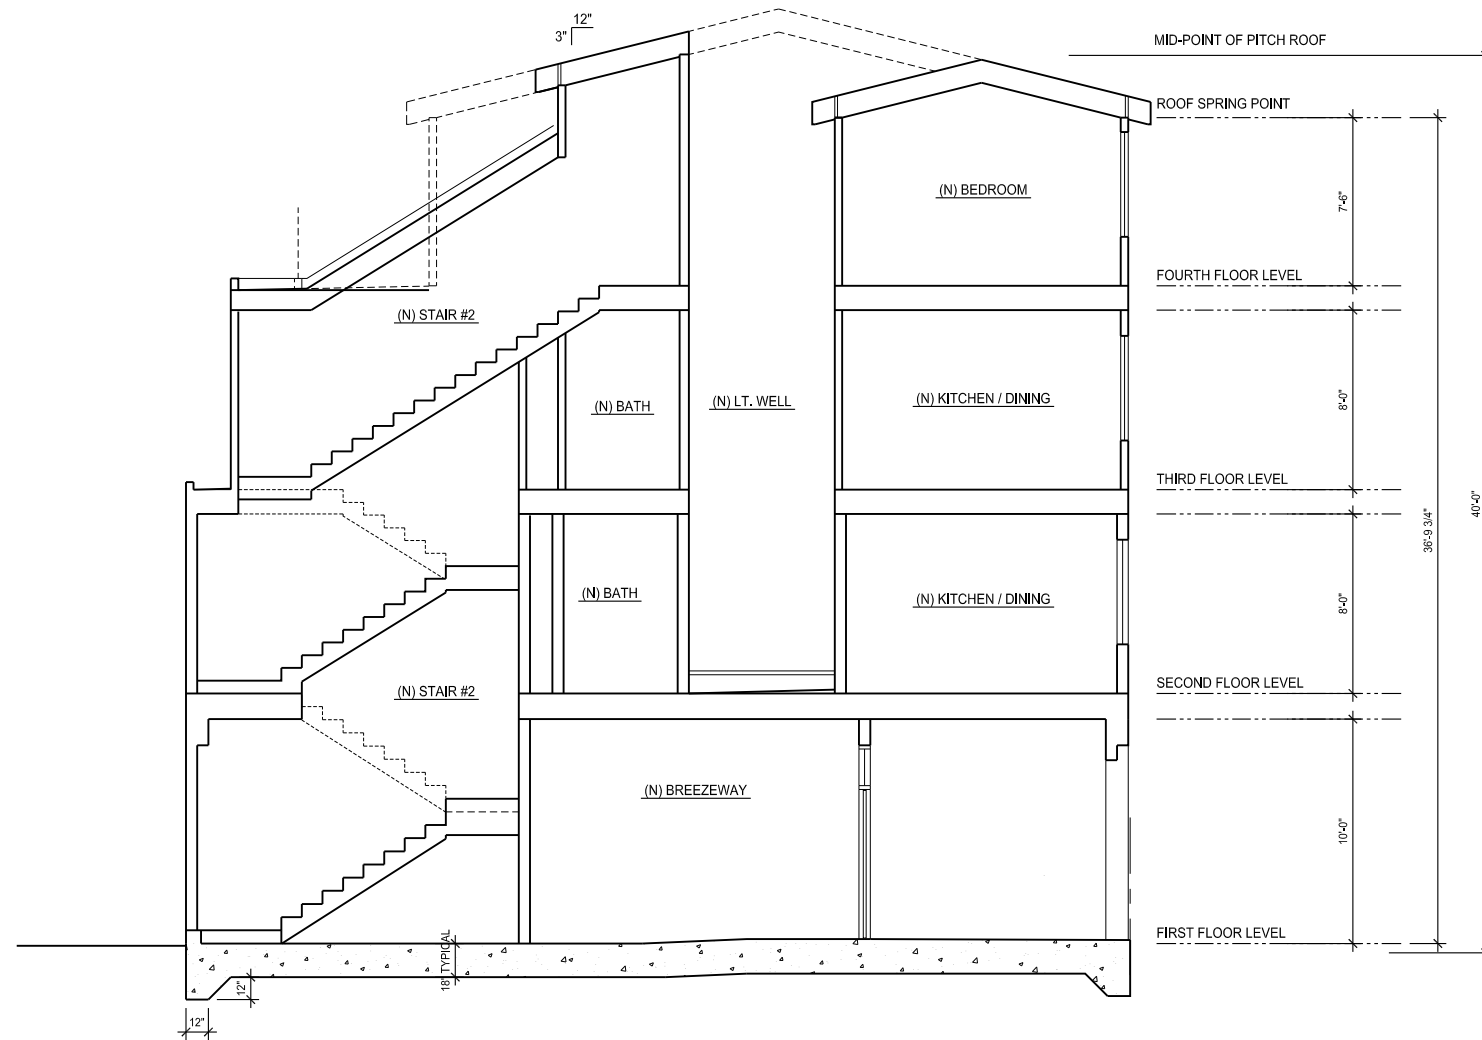 12"
3"
MID-POINT OF PITCH ROOF
ROOF SPRING POINT
(N) BEDROOM
7'-6"
FOURTH FLOOR LEVEL
(N) STAIR #2
(N) BATH
(N) LT. WELL
(N) KITCHEN / DINING
8'-0"
THIRD FLOOR LEVEL
40'-0"
36'-9 3/4"
(N) BATH
(N) KITCHEN / DINING
8'-0"
(N) STAIR #2
SECOND FLOOR LEVEL
(N) BREEZEWAY
10'-0"
FIRST FLOOR LEVEL
18" TYPICAL
12"
12"